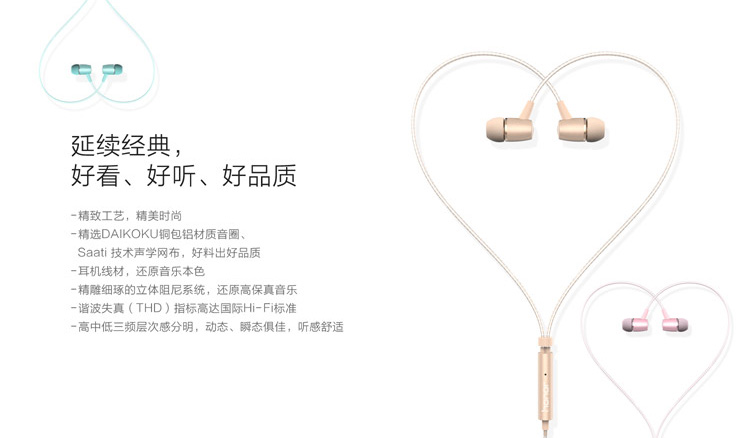 延续经典，
好看、好听、好品质
-精致工艺，精美时尚
-精选DAIKOKU铜包铝材质音圈、
Saati 技术声学网布，好料出好品质
-耳机线材，还原音乐本色
-精雕细琢的立体阻尼系统，还原高保真音乐
-谐波失真（THD）指标高达国际Hi-Fi标准
-高中低三频层次感分明，动态、瞬态俱佳，听感舒适
honor